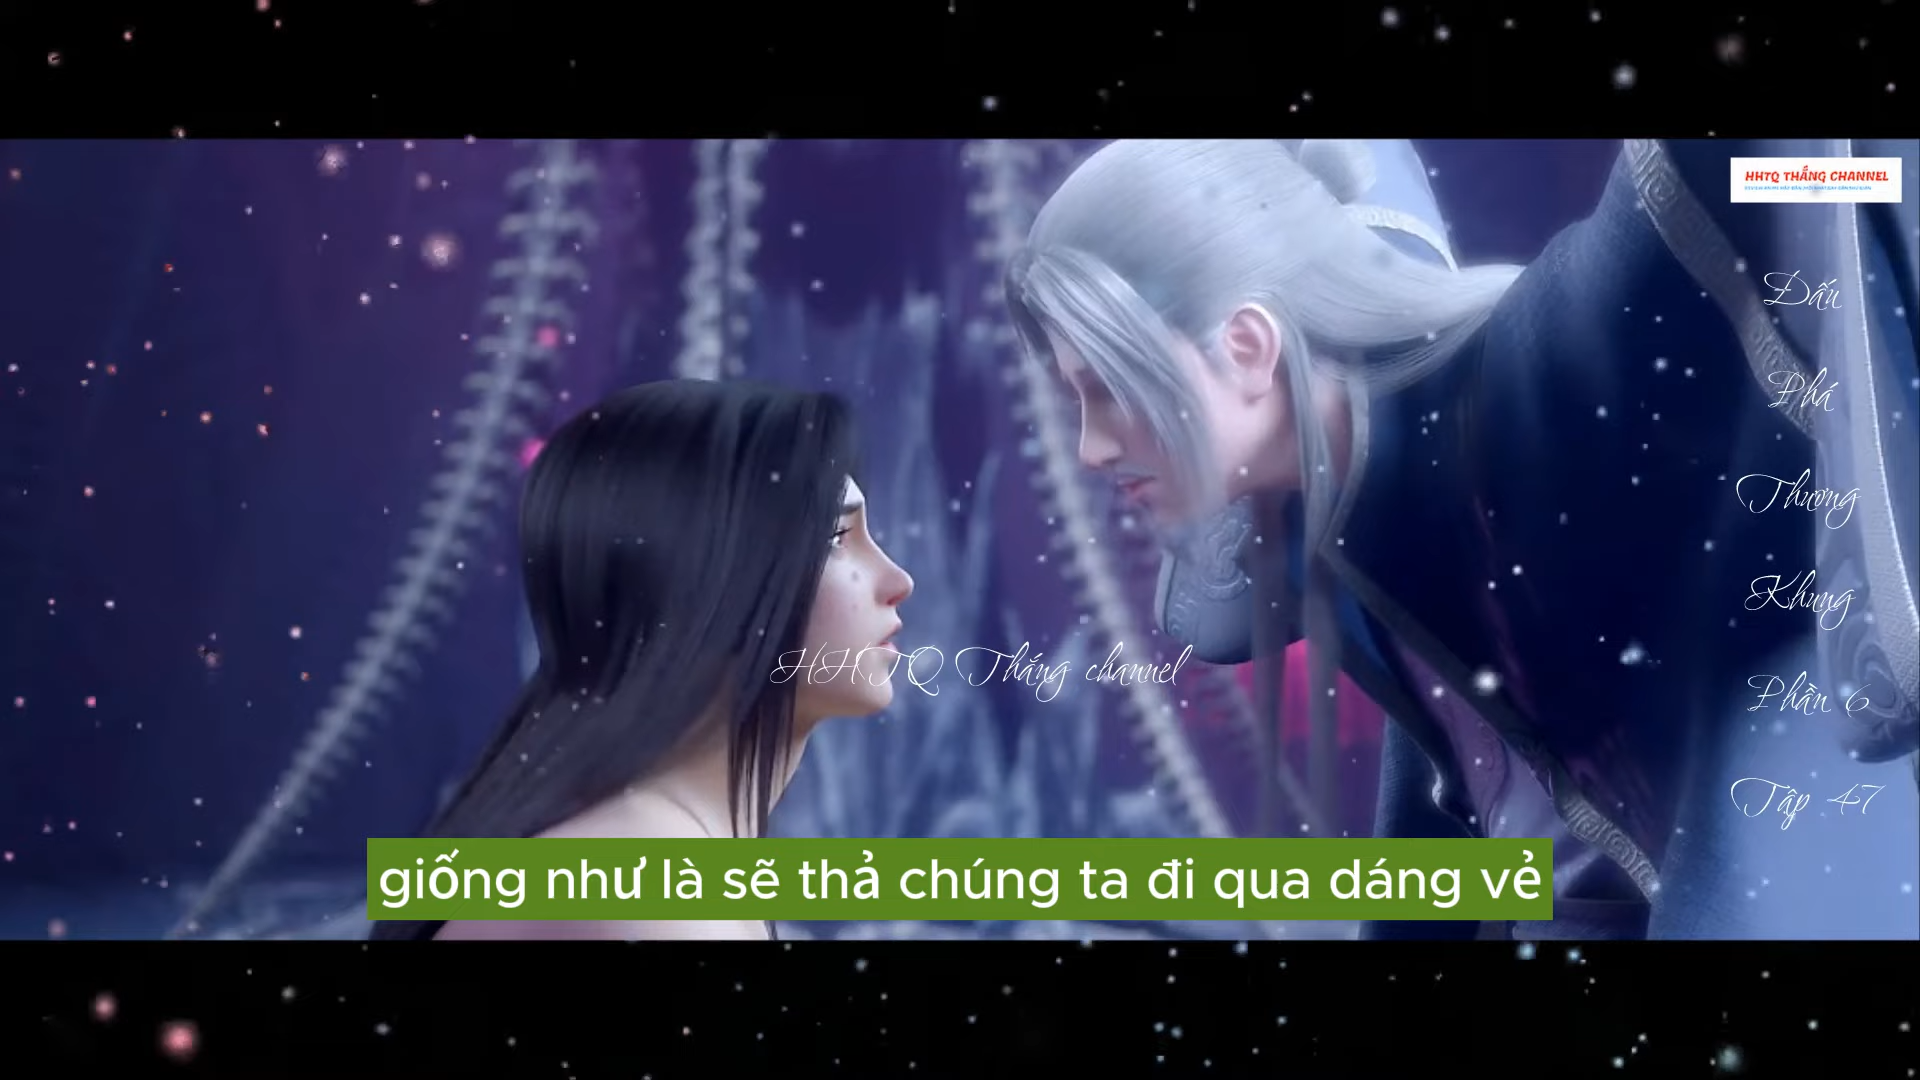 HHTQ THẮNG CHANNEL
Đấu
Phá
Thương
Khung
HHTQ Thắng channel
Phần 6
Tập 47
giống như là sẽ thả chúng ta đi qua dáng vẻ